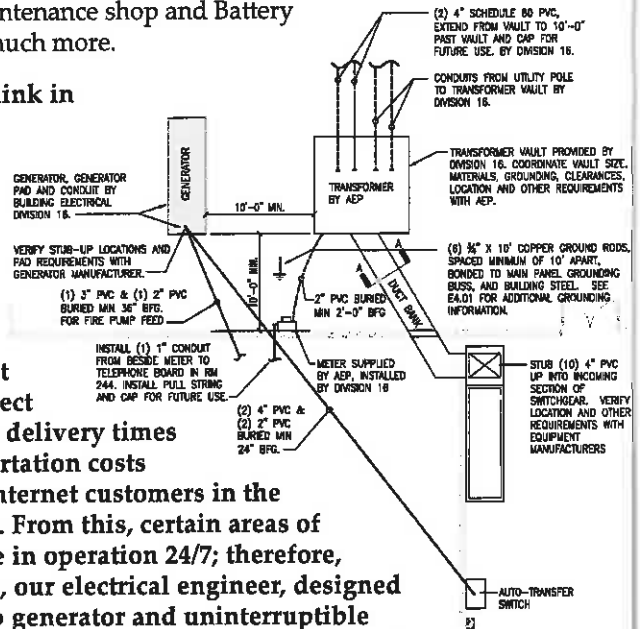 ntenance shop and Battery
nuch more.
link in
t
ect
delivery times
rtation costs
nternet customers in the
. From this, certain areas of
e in operation 24/7; therefore,
, our electrical engineer, designed
p generator and uninterruptible
(2) 4" SCHEDULE 80 PVC,
EXTEND FROM VAULT TO 10'-0"
PAST VAULT AND CAP FOR
FUTURE USE. BY DIVISION 16.
CONDUITS FROM UTILITY POLE
TO TRANSFORMER VAULT BY
DIVISION 16.
GENERATOR
TRANSFORMER
BY AEP
TRANSFORMER VAULT PROVIDED BY
DIVISION 16. COORDINATE VAULT SIZE,
MATERIALS, GROUNDING, CLEARANCES,
LOCATION AND OTHER REQUIREMENTS
WITH AEP.
GENERATOR, GENERATOR
PAD AND CONDUIT BY
BUILDING ELECTRICAL
DIVISION 16.
10'-0" MIN.
VERIFY STUB-UP LOCATIONS AND
PAD REQUIREMENTS WITH
GENERATOR MANUFACTURER.
10'-0" MIN.
A
A
DUCT BANK
(6) ¾" X 10' COPPER GROUND RODS,
SPACED MINIMUM OF 10' APART,
BONDED TO MAIN PANEL GROUNDING
BUSS, AND BUILDING STEEL. SEE
E4.01 FOR ADDITIONAL GROUNDING
INFORMATION.
(1) 3" PVC & (1) 2" PVC
BURIED MIN 36" BFG.
FOR FIRE PUMP FEED
2" PVC BURIED
MIN 2'-0" BFG
INSTALL (1) 1" CONDUIT
FROM BESIDE METER TO
TELEPHONE BOARD IN RM
244. INSTALL PULL STRING
AND CAP FOR FUTURE USE.
METER SUPPLIED
BY AEP, INSTALLED
BY DIVISION 16
STUB (10) 4" PVC
UP INTO INCOMING
SECTION OF
SWITCHGEAR. VERIFY
LOCATION AND OTHER
REQUIREMENTS WITH
EQUIPMENT
MANUFACTURERS
(2) 4" PVC &
(2) 2" PVC
BURIED MIN
24" BFG.
AUTO-TRANSFER
SWITCH